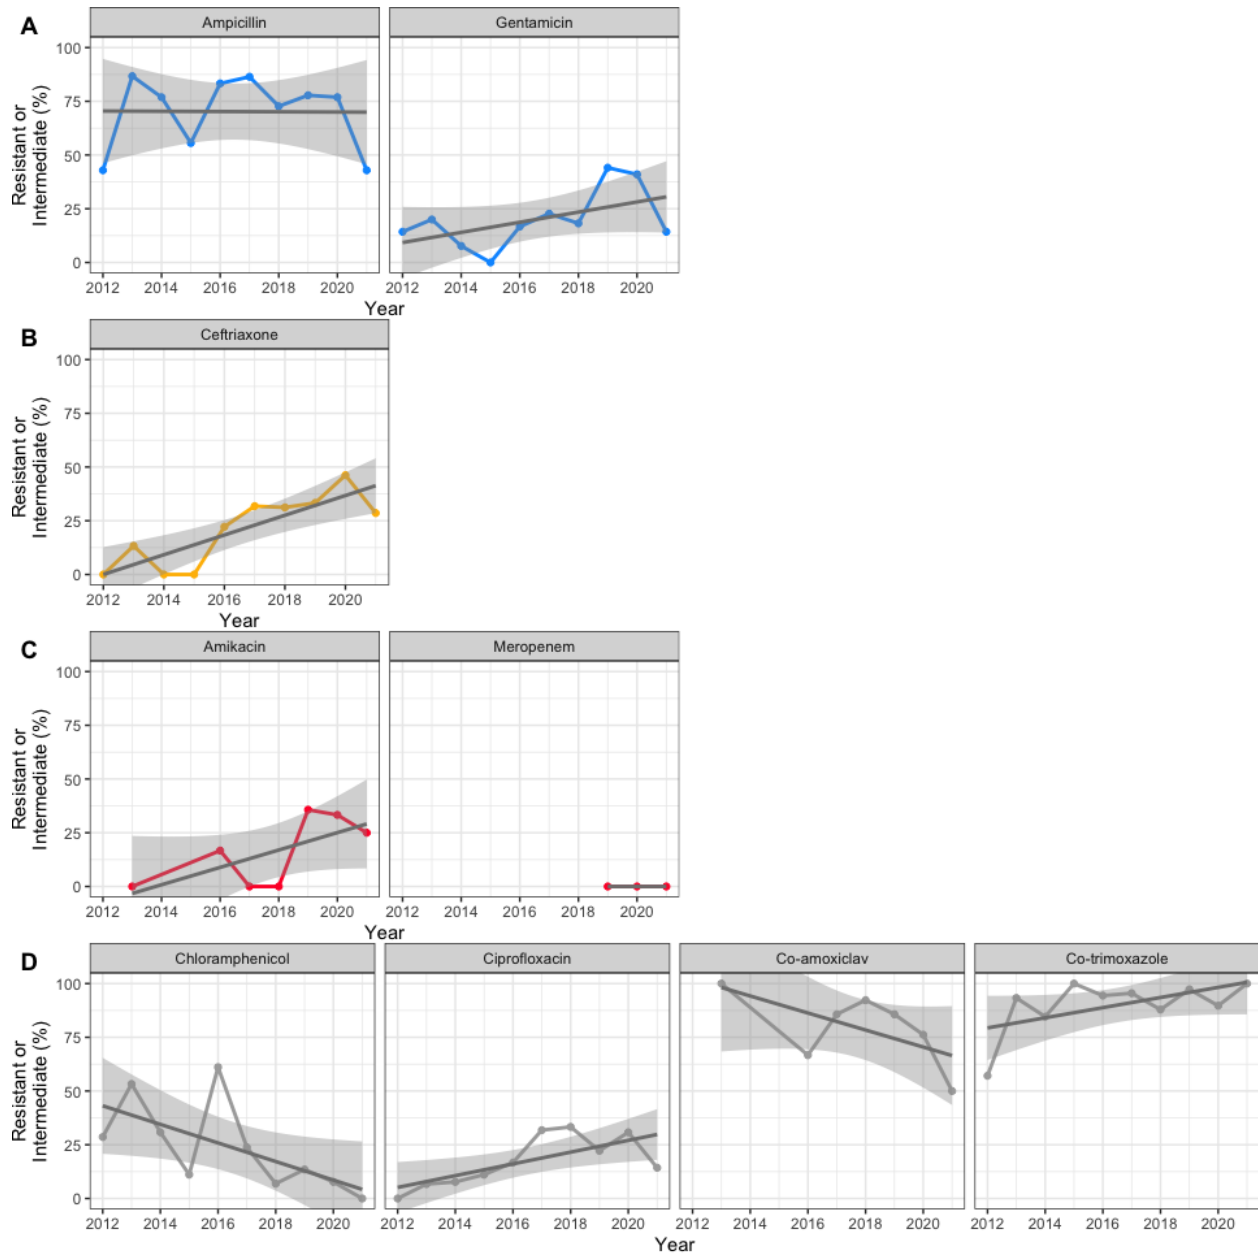 A
Ampicillin Gentamicin
Resistant or
Intermediate (%)
100
75
50
25
0
2012 2014 2016 2018 2020 2012 2014 2016 2018 2020
Year
B
Ceftriaxone
Resistant or
Intermediate (%)
100
75
50
25
0
2012 2014 2016 2018 2020
Year
C
Amikacin Meropenem
Resistant or
Intermediate (%)
100
75
50
25
0
2012 2014 2016 2018 2020 2012 2014 2016 2018 2020
Year
D
Chloramphenicol Ciprofloxacin Co-amoxiclav Co-trimoxazole
Resistant or
Intermediate (%)
100
75
50
25
0
2012 2014 2016 2018 2020 2012 2014 2016 2018 2020 2012 2014 2016 2018 2020 2012 2014 2016 2018 2020
Year